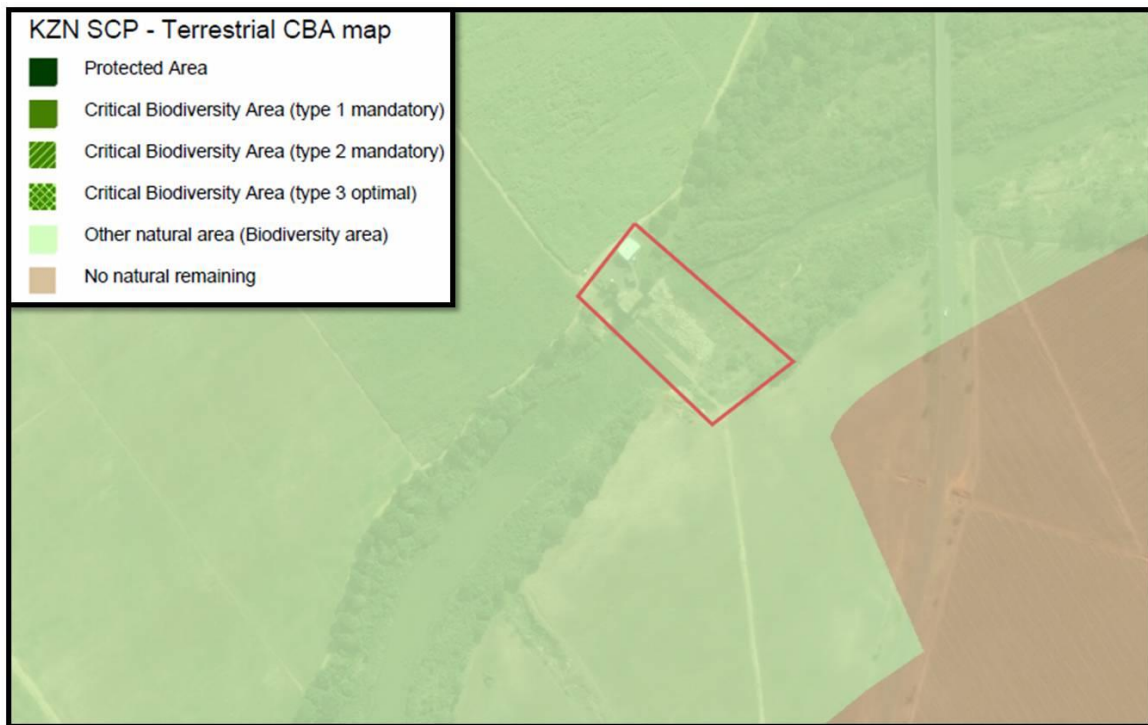 KZN SCP - Terrestrial CBA map
Protected Area
Critical Biodiversity Area (type 1 mandatory)
Critical Biodiversity Area (type 2 mandatory)
Critical Biodiversity Area (type 3 optimal)
Other natural area (Biodiversity area)
No natural remaining